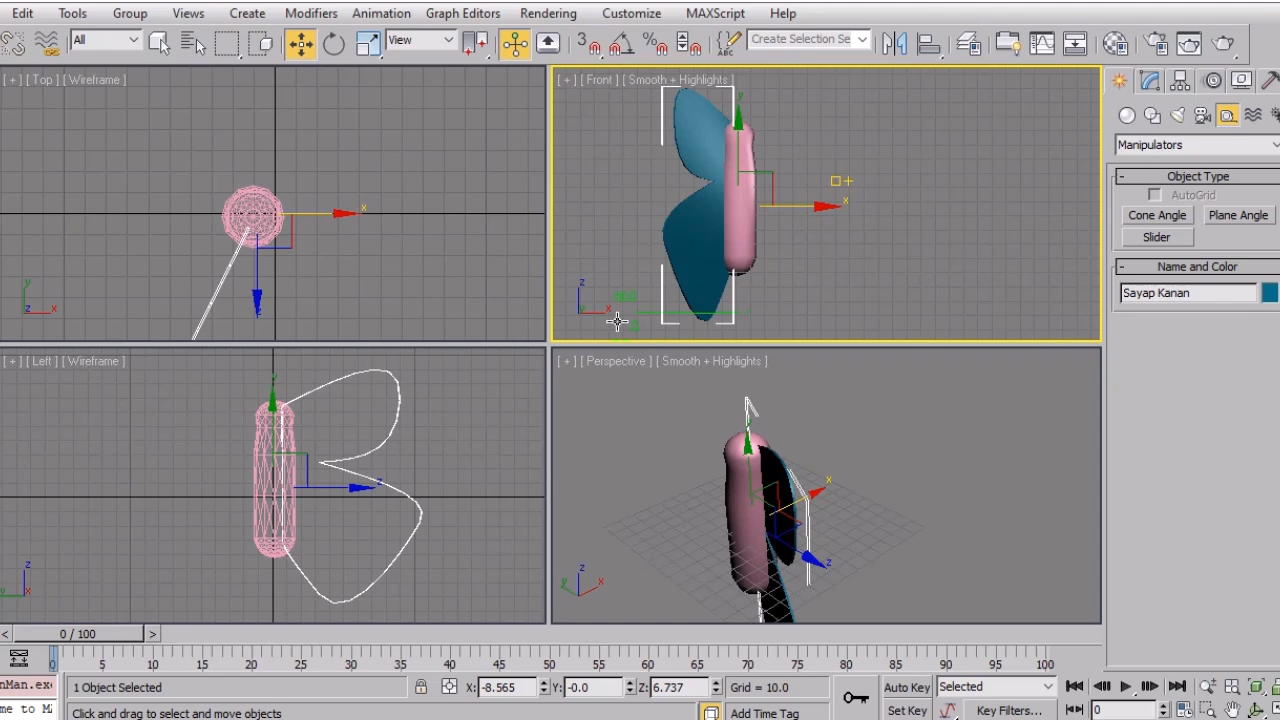 Edit Tools Group Views Create Modifiers Animation Graph Editors Rendering Customize MAXScript Help
All View 3 Create Selection Se
[ + ] [ Top ] [ Wireframe ]
[ + ] [ Front ] [ Smooth + Highlights ]
Manipulators
- Object Type
AutoGrid
Cone Angle Plane Angle
Slider
- Name and Color
Sayap Kanan
x
y
x
z
y
z x
y
x
z
x
[ + ] [ Left ] [ Wireframe ]
[ + ] [ Perspective ] [ Smooth + Highlights ]
y
z
z
y
x
x
z
z
y x
< 0 / 100 >
0 5 10 15 20 25 30 35 40 45 50 55 60 65 70 75 80 85 90 95 100
1 Object Selected X: -8.565 Y: -0.0 Z: 6.737 Grid = 10.0 Auto Key Selected
Click and drag to select and move objects Add Time Tag Set Key Key Filters... 0
nMan.ex
me to M